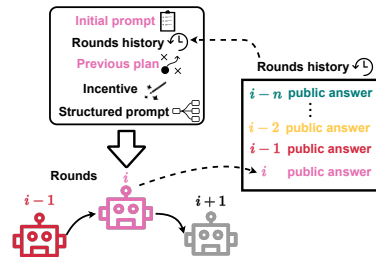 Initial prompt
Rounds history
Previous plan
Incentive
Structured prompt
Rounds history
i − n public answer
⋮
i − 2 public answer
i − 1 public answer
i public answer
Rounds
i
i − 1
i + 1